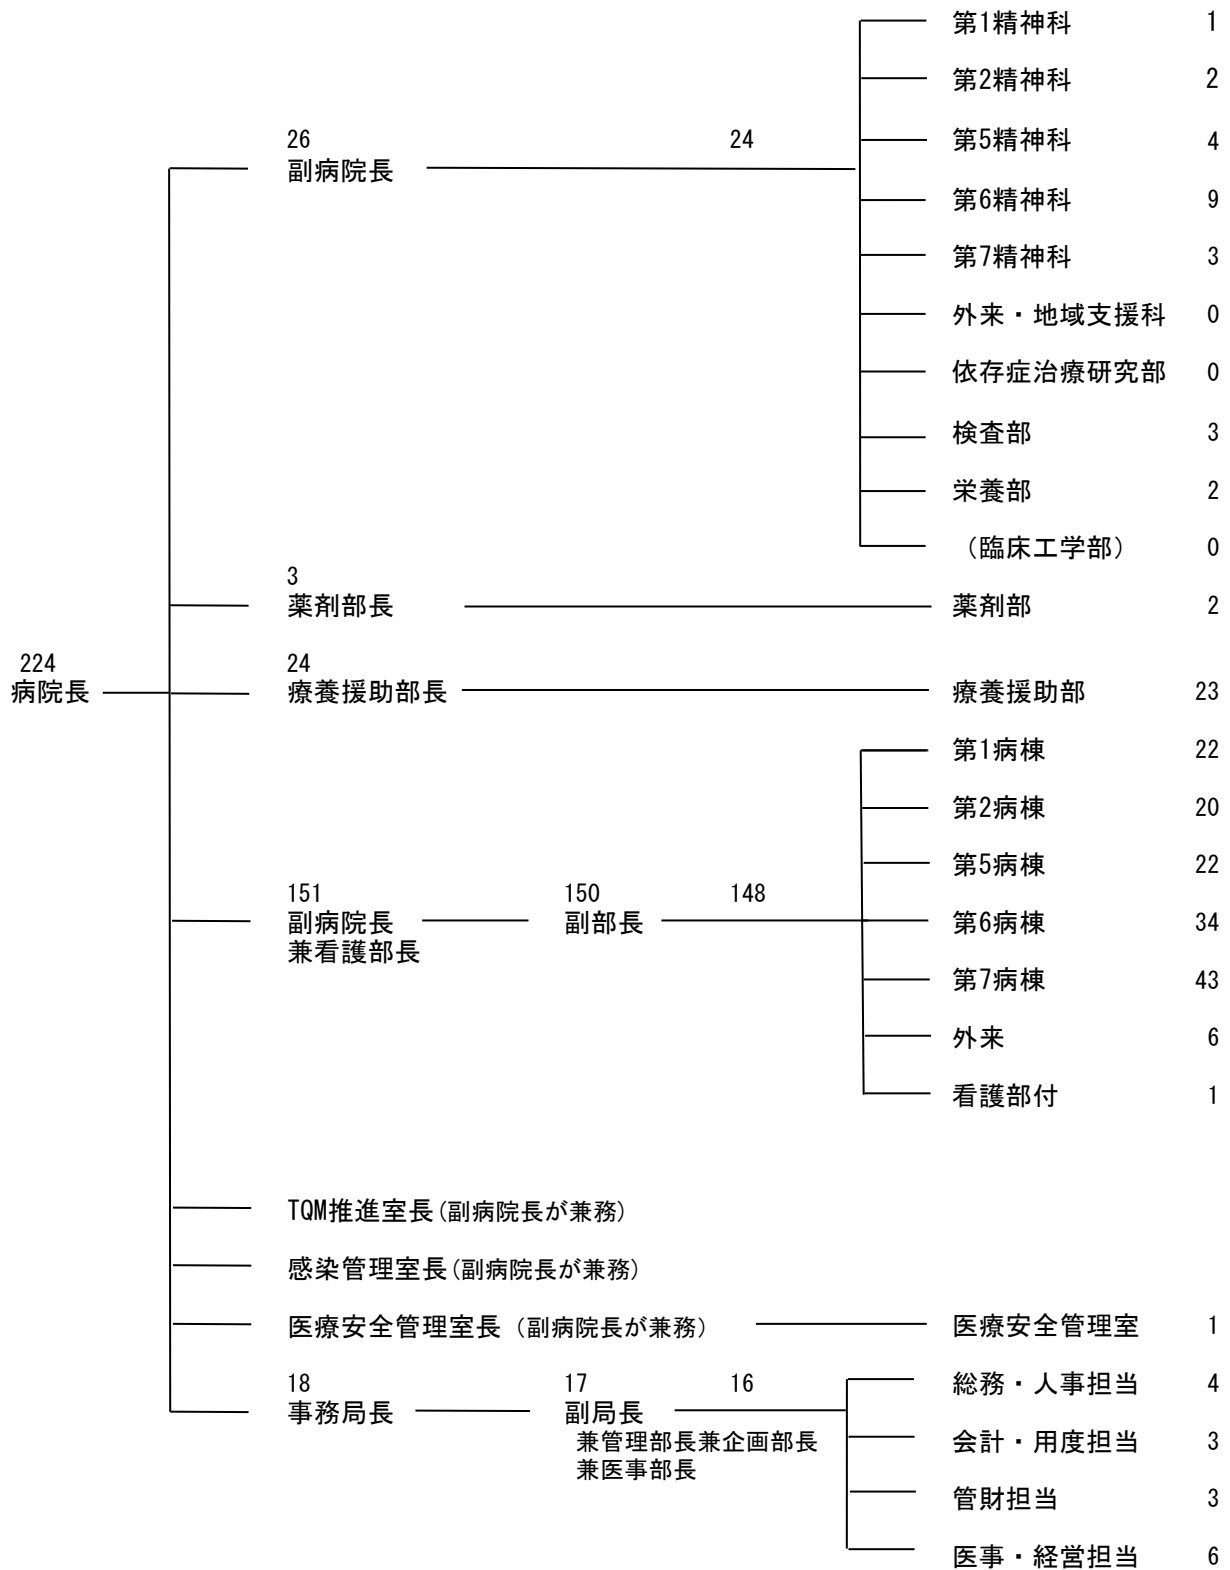 第1精神科 1
第2精神科 2
26 24
第5精神科 4
副病院長
第6精神科 9
第7精神科 3
外来・地域支援科 0
依存症治療研究部 0
検査部 3
栄養部 2
（臨床工学部） 0
3
薬剤部長 薬剤部 2
224 24
病院長 療養援助部長 療養援助部 23
第1病棟 22
第2病棟 20
第5病棟 22
151 150 148
副病院長 副部長 第6病棟 34
兼看護部長
第7病棟 43
外来 6
看護部付 1
TQM推進室長(副病院長が兼務)
感染管理室長(副病院長が兼務)
医療安全管理室長（副病院長が兼務） 医療安全管理室 1
18 17 16 総務・人事担当 4
事務局長 副局長
兼管理部長兼企画部長 会計・用度担当 3
兼医事部長
管財担当 3
医事・経営担当 6